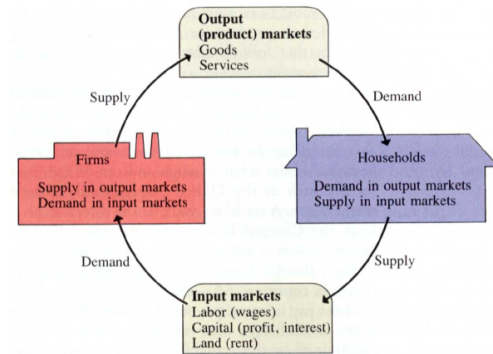 Output
(product) markets
Goods
Services
Supply
Demand
Firms
Supply in output markets
Demand in input markets
Households
Demand in output markets
Supply in input markets
Demand
Supply
Input markets
Labor (wages)
Capital (profit, interest)
Land (rent)